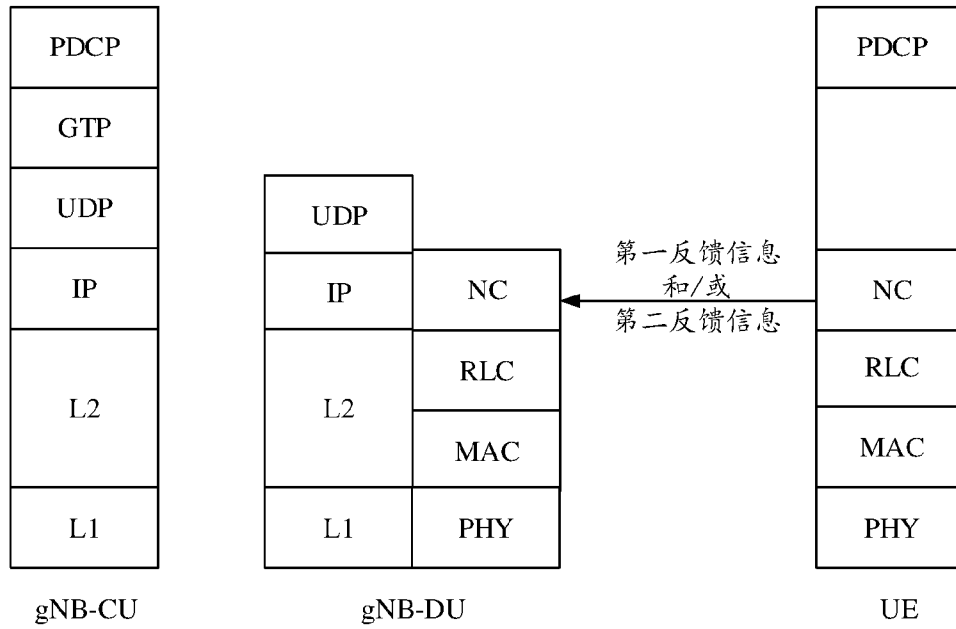 PDCP
GTP
UDP
IP
L2
L1
gNB-CU
UDP
IP
L2
L1
NC
RLC
MAC
PHY
gNB-DU
第一反馈信息
和/或
第二反馈信息
PDCP
NC
RLC
MAC
PHY
UE